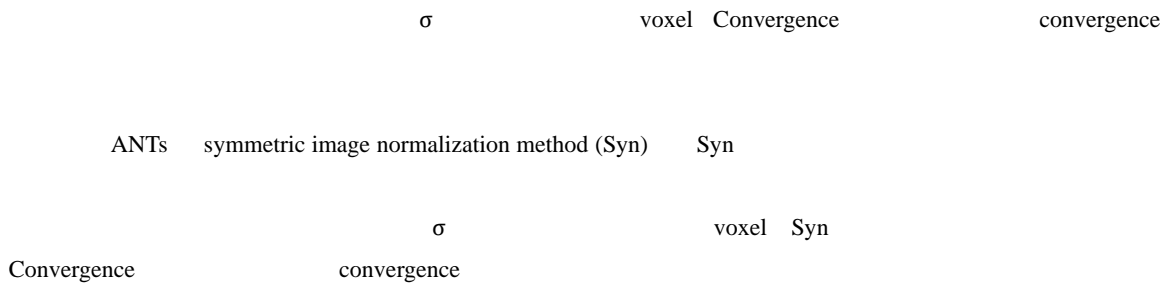 σ voxel Convergence convergence
ANTs symmetric image normalization method (Syn) Syn
σ voxel Syn
Convergence convergence